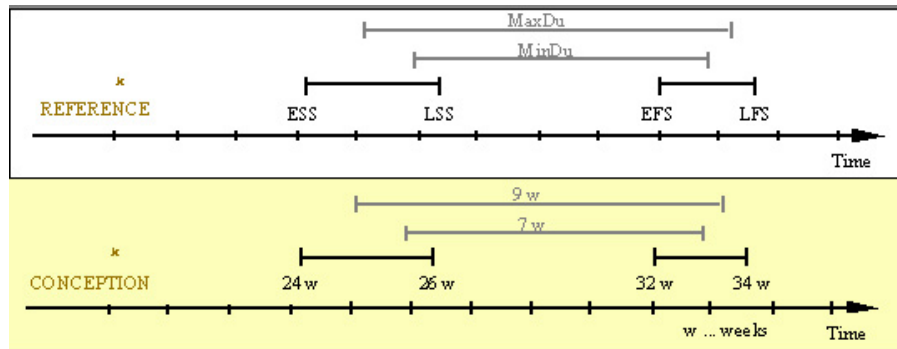 MaxDu
MinDu
*
REFERENCE ESS LSS EFS LFS
Time
9 w
7 w
*
CONCEPTION 24 w 26 w 32 w 34 w
w ... weeks Time